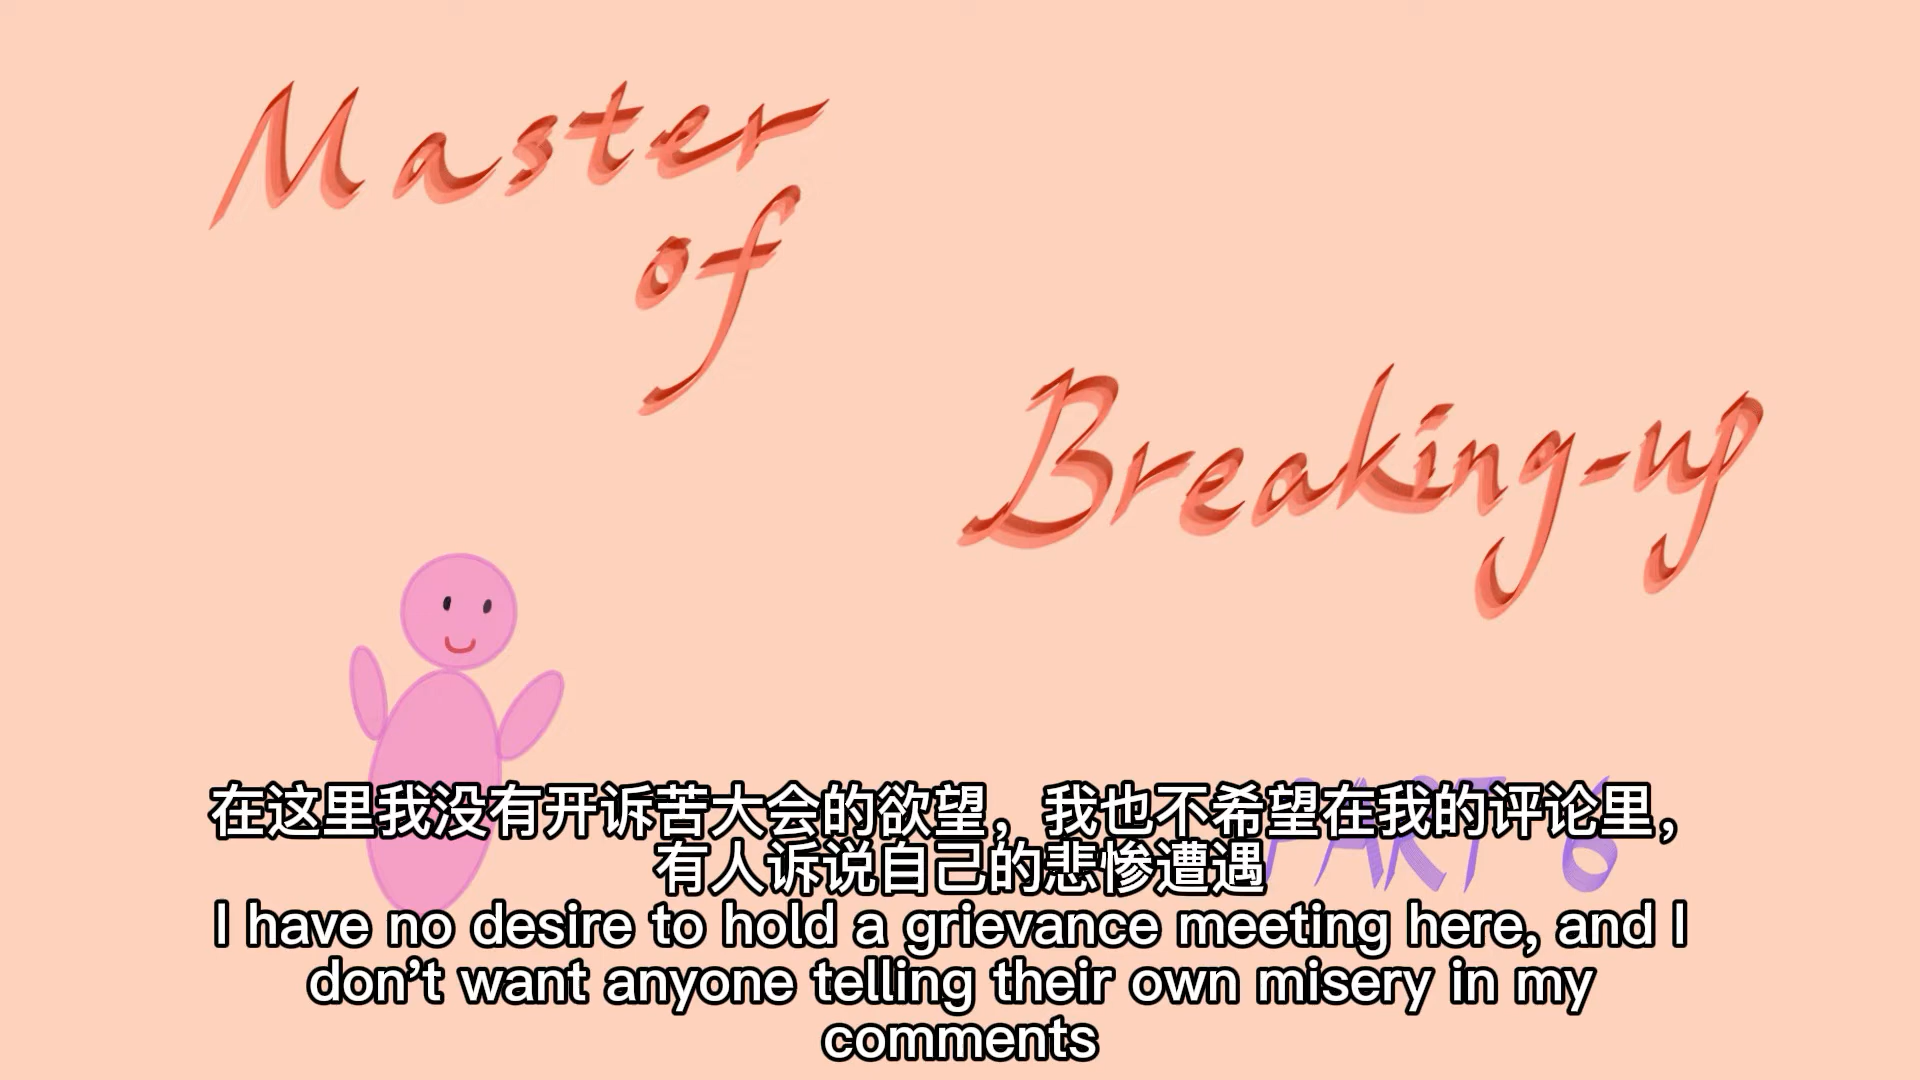 Master
of
Breaking-up
PART 6
在这里我没有开诉苦大会的欲望，我也不希望在我的评论里，
有人诉说自己的悲惨遭遇
I have no desire to hold a grievance meeting here, and I
don’t want anyone telling their own misery in my
comments